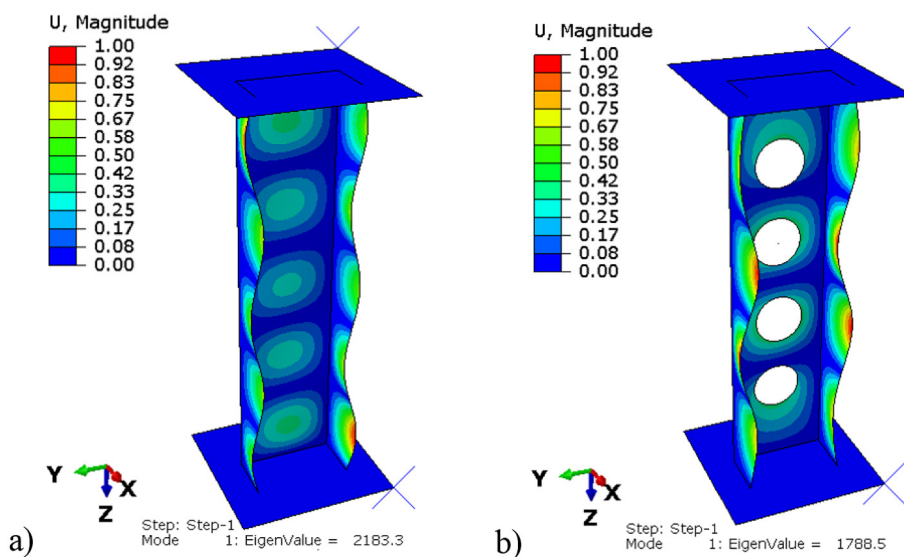 U, Magnitude
1.00
0.92
0.83
0.75
0.67
0.58
0.50
0.42
0.33
0.25
0.17
0.08
0.00
Y
X
Z
a)
Step: Step-1
Mode 1: EigenValue = 2183.3
U, Magnitude
1.00
0.92
0.83
0.75
0.67
0.58
0.50
0.42
0.33
0.25
0.17
0.08
0.00
Y
X
Z
b)
Step: Step-1
Mode 1: EigenValue = 1788.5